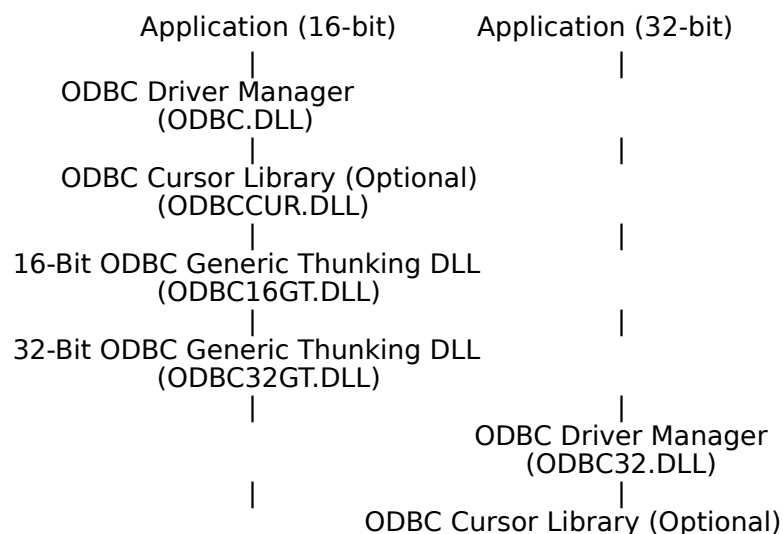 Application (16-bit) Application (32-bit)
| |
ODBC Driver Manager
(ODBC.DLL)
| |
ODBC Cursor Library (Optional)
(ODBCCUR.DLL)
| |
16-Bit ODBC Generic Thunking DLL
(ODBC16GT.DLL)
| |
32-Bit ODBC Generic Thunking DLL
(ODBC32GT.DLL)
| |
ODBC Driver Manager
(ODBC32.DLL)
| |
ODBC Cursor Library (Optional)